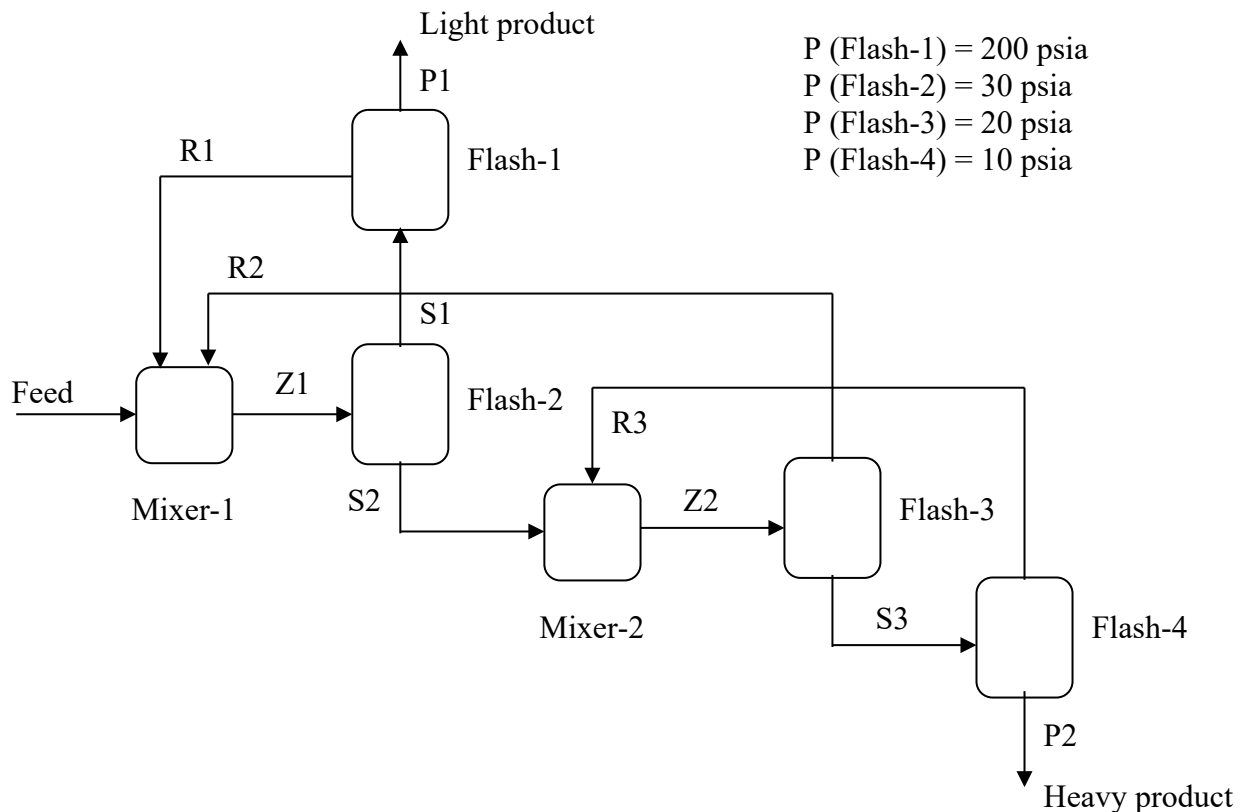 Light product
P (Flash-1) = 200 psia
P (Flash-2) = 30 psia
P (Flash-3) = 20 psia
P (Flash-4) = 10 psia
P1
R1
Flash-1
R2
S1
Feed
Z1
Flash-2
R3
Mixer-1
S2
Z2
Flash-3
Mixer-2
S3
Flash-4
P2
Heavy product